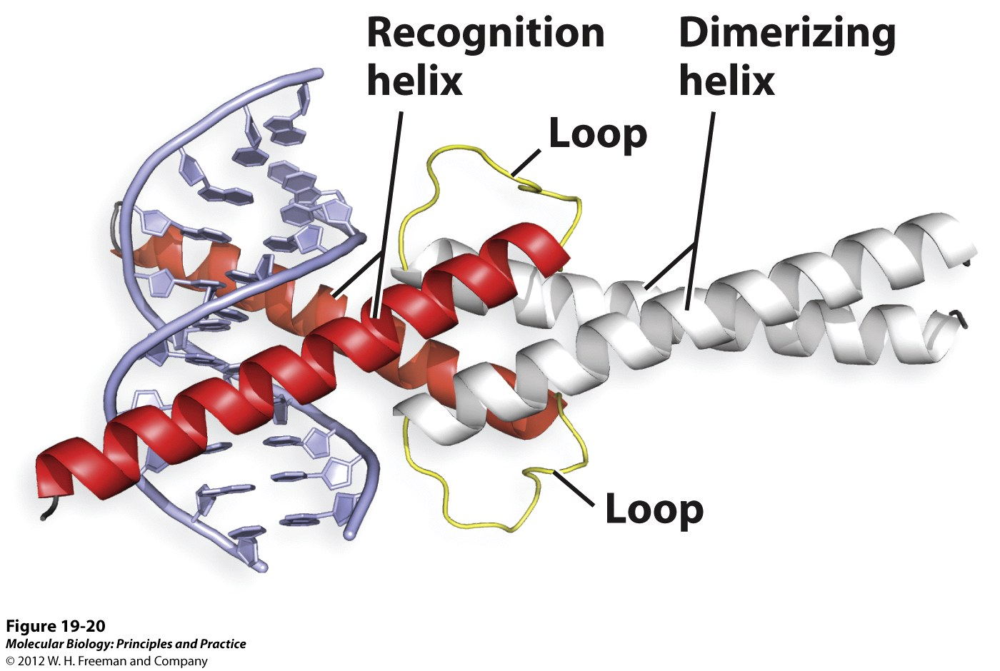 Recognition
helix
Dimerizing
helix
Loop
Loop
Figure 19-20
Molecular Biology: Principles and Practice
© 2012 W. H. Freeman and Company